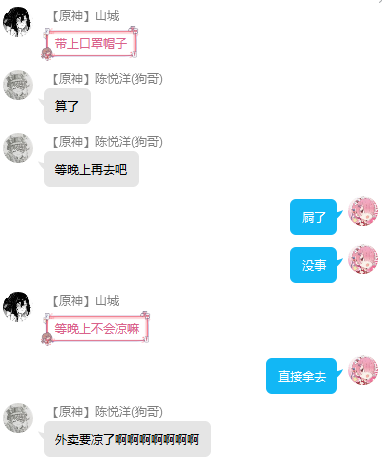 【原神】山城
带上口罩帽子
【原神】陈悦洋(狗哥)
算了
【原神】陈悦洋(狗哥)
等晚上再去吧
屑了
没事
【原神】山城
等晚上不会凉嘛
直接拿去
【原神】陈悦洋(狗哥)
外卖要凉了啊啊啊啊啊啊啊